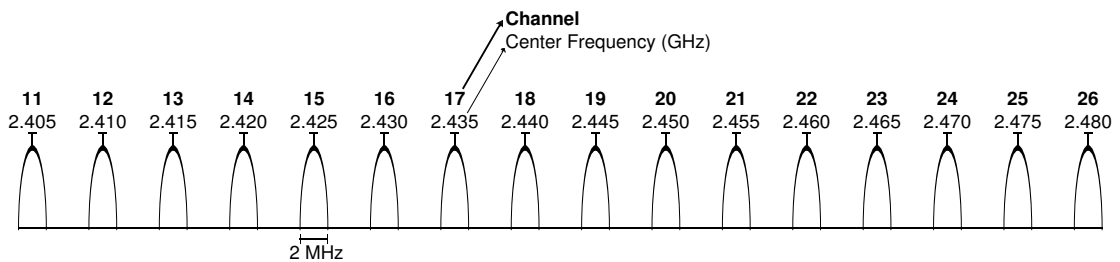 Channel
Center Frequency (GHz)
11 12 13 14 15 16 17 18 19 20 21 22 23 24 25 26
2.405 2.410 2.415 2.420 2.425 2.430 2.435 2.440 2.445 2.450 2.455 2.460 2.465 2.470 2.475 2.480
2 MHz